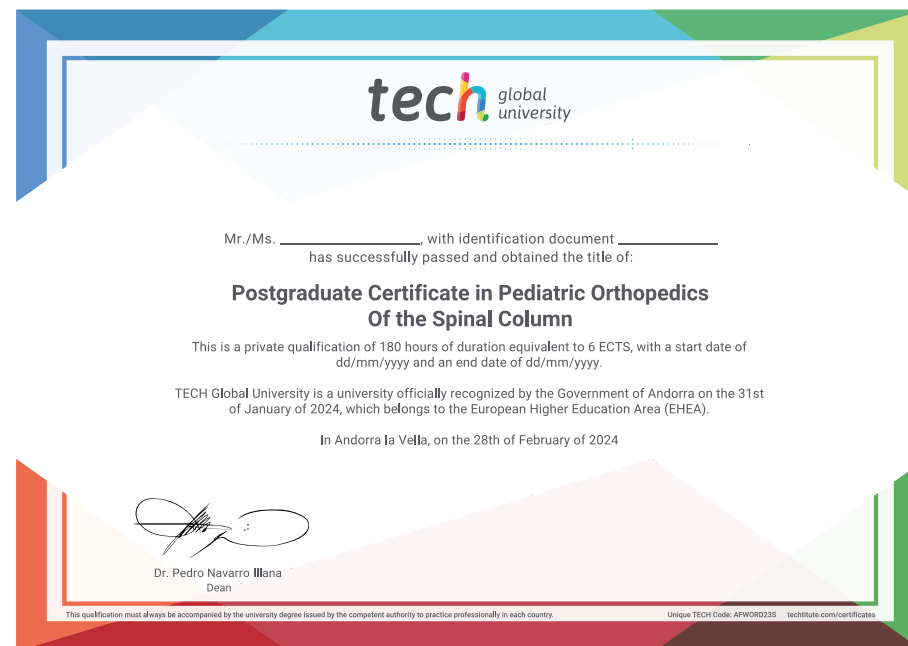 tech global
university
Mr./Ms. ____________________, with identification document ______________
has successfully passed and obtained the title of:
Postgraduate Certificate in Pediatric Orthopedics
Of the Spinal Column
This is a private qualification of 180 hours of duration equivalent to 6 ECTS, with a start date of
dd/mm/yyyy and an end date of dd/mm/yyyy.
TECH Global University is a university officially recognized by the Government of Andorra on the 31st
of January of 2024, which belongs to the European Higher Education Area (EHEA).
In Andorra la Vella, on the 28th of February of 2024
Dr. Pedro Navarro Illana
Dean
This qualification must always be accompanied by the university degree issued by the competent authority to practice professionally in each country. Unique TECH Code: AFWORD23S techtitute.com/certificates